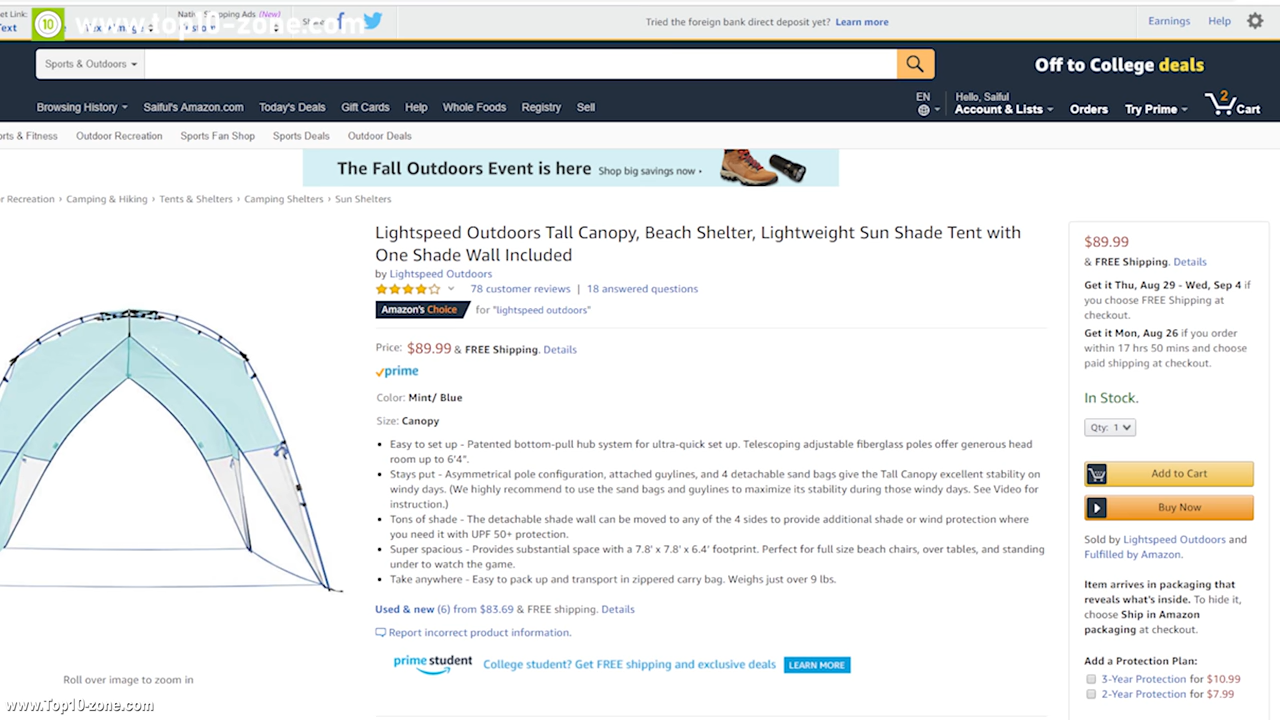 et Link:
Text
10
www.top10-zone.com
Native Shopping Ads (New)
Text+Image
Custom
Share
Tried the foreign bank direct deposit yet? Learn more
Earnings Help
Sports & Outdoors
Off to College deals
Browsing History Saiful's Amazon.com Today's Deals Gift Cards Help Whole Foods Registry Sell
EN
Hello, Saiful
Account & Lists Orders Try Prime 2 Cart
rts & Fitness Outdoor Recreation Sports Fan Shop Sports Deals Outdoor Deals
The Fall Outdoors Event is here Shop big savings now ›
r Recreation › Camping & Hiking › Tents & Shelters › Camping Shelters › Sun Shelters
Lightspeed Outdoors Tall Canopy, Beach Shelter, Lightweight Sun Shade Tent with
One Shade Wall Included
by Lightspeed Outdoors
78 customer reviews | 18 answered questions
Amazon's Choice for "lightspeed outdoors"
Price: $89.99 & FREE Shipping. Details
prime
Color: Mint/ Blue
Size: Canopy
• Easy to set up - Patented bottom-pull hub system for ultra-quick set up. Telescoping adjustable fiberglass poles offer generous head
room up to 6'4".
• Stays put - Asymmetrical pole configuration, attached guylines, and 4 detachable sand bags give the Tall Canopy excellent stability on
windy days. (We highly recommend to use the sand bags and guylines to maximize its stability during those windy days. See Video for
instruction.)
• Tons of shade - The detachable shade wall can be moved to any of the 4 sides to provide additional shade or wind protection where
you need it with UPF 50+ protection.
• Super spacious - Provides substantial space with a 7.8' x 7.8' x 6.4' footprint. Perfect for full size beach chairs, over tables, and standing
under to watch the game.
• Take anywhere - Easy to pack up and transport in zippered carry bag. Weighs just over 9 lbs.
Used & new (6) from $83.69 & FREE shipping. Details
Report incorrect product information.
prime student College student? Get FREE shipping and exclusive deals LEARN MORE
Roll over image to zoom in
www.Top10-zone.com
$89.99
& FREE Shipping. Details
Get it Thu, Aug 29 - Wed, Sep 4 if
you choose FREE Shipping at
checkout.
Get it Mon, Aug 26 if you order
within 17 hrs 50 mins and choose
paid shipping at checkout.
In Stock.
Qty: 1
Add to Cart
Buy Now
Sold by Lightspeed Outdoors and
Fulfilled by Amazon.
Item arrives in packaging that
reveals what's inside. To hide it,
choose Ship in Amazon
packaging at checkout.
Add a Protection Plan:
3-Year Protection for $10.99
2-Year Protection for $7.99